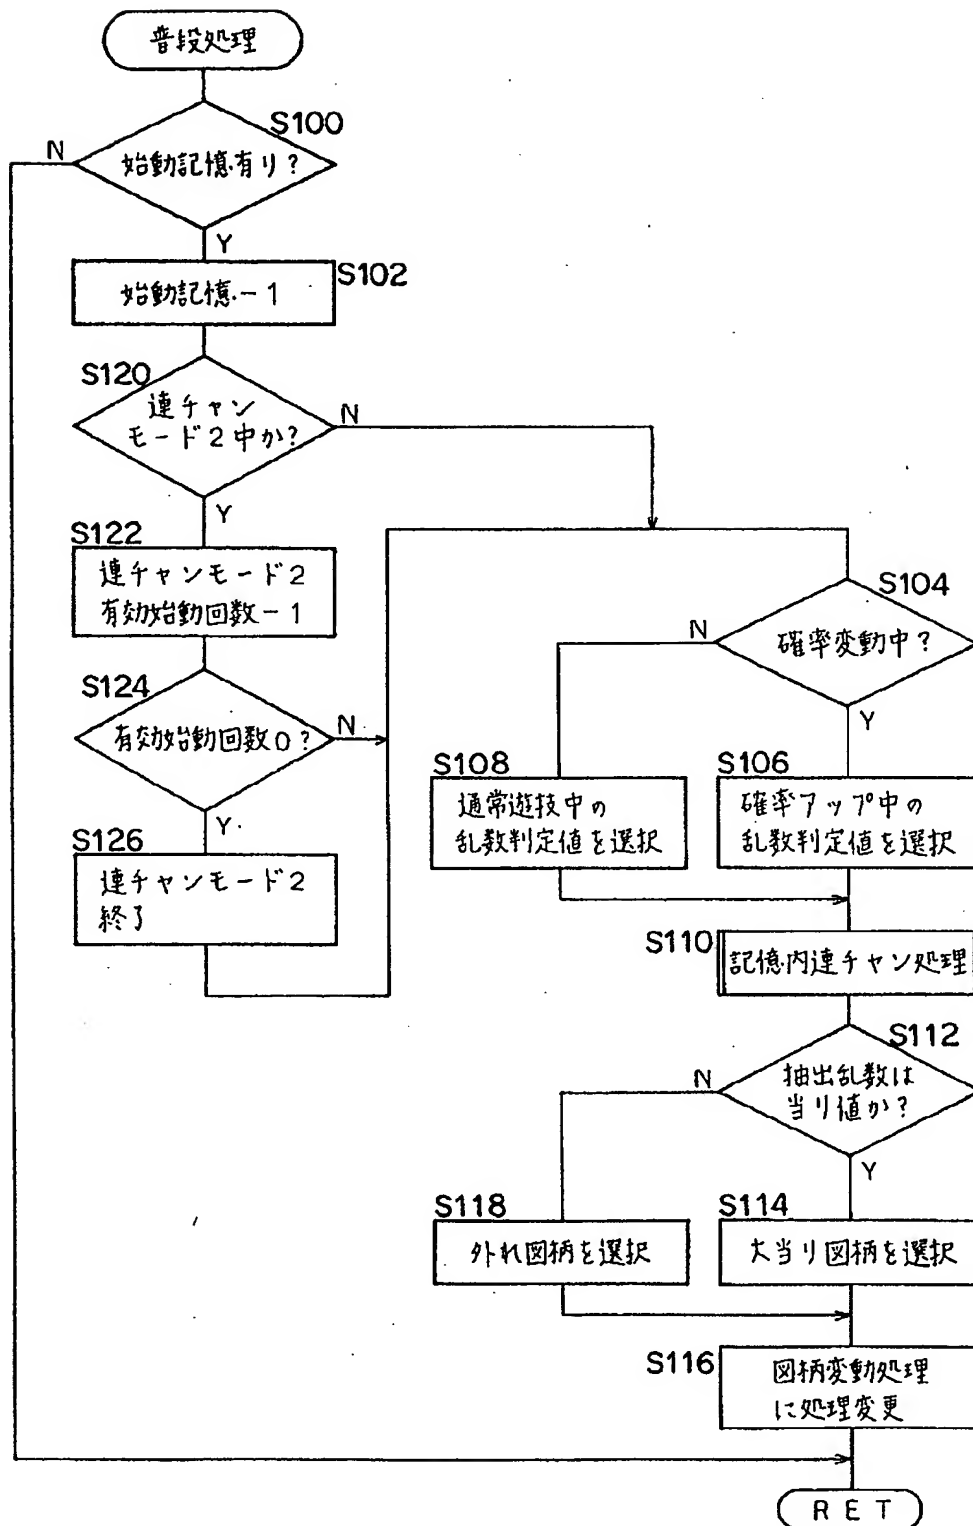 普段処理
S100
N
始動記憶有り?
Y
始動記憶-1
S102
S120
連チャン
モード2中か?
N
Y
S122
連チャンモード2
有効始動回数-1
S104
N
確率変動中?
Y
S124
有効始動回数0?
N
Y
S108
通常遊技中の
乱数判定値を選択
S106
確率アップ中の
乱数判定値を選択
S126
連チャンモード2
終了
S110
記憶内連チャン処理
S112
N
抽出乱数は
当り値か?
Y
S118
外れ図柄を選択
S114
大当り図柄を選択
S116
図柄変動処理
に処理変更
RET